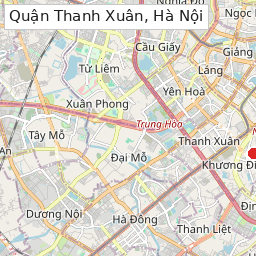 Quận Thanh Xuân, Hà Nội
Ngọc
Cầu Giấy
Giảng
Từ Liêm
Láng
Yên Hoà
Xuân Phong
Trung Hòa
Tây Mỗ
Thanh Xuân
An
Đại Mỗ
Khương Đì
Dương Nội
Hà Đông
Thanh Liệt